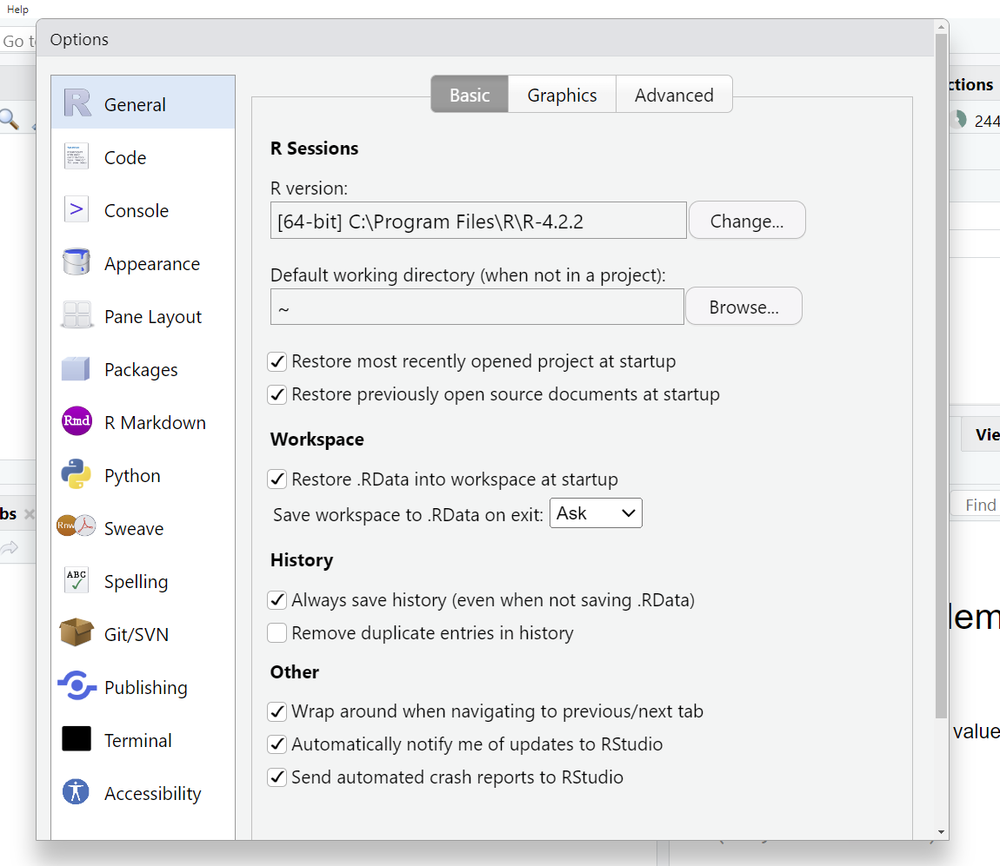 Help
Go t
Options
General
Code
Console
>
Appearance
Pane Layout
Packages
Rmd R Markdown
Python
Rnw Sweave
ABC Spelling
Git/SVN
Publishing
Terminal
Accessibility
Basic Graphics Advanced
R Sessions
R version:
[64-bit] C:\Program Files\R\R-4.2.2 Change...
Default working directory (when not in a project):
~ Browse...
Restore most recently opened project at startup
Restore previously open source documents at startup
Workspace
Restore .RData into workspace at startup
Save workspace to .RData on exit: Ask
History
Always save history (even when not saving .RData)
Remove duplicate entries in history
Other
Wrap around when navigating to previous/next tab
Automatically notify me of updates to RStudio
Send automated crash reports to RStudio
bs
ctions
244
Vie
Find
lem
value